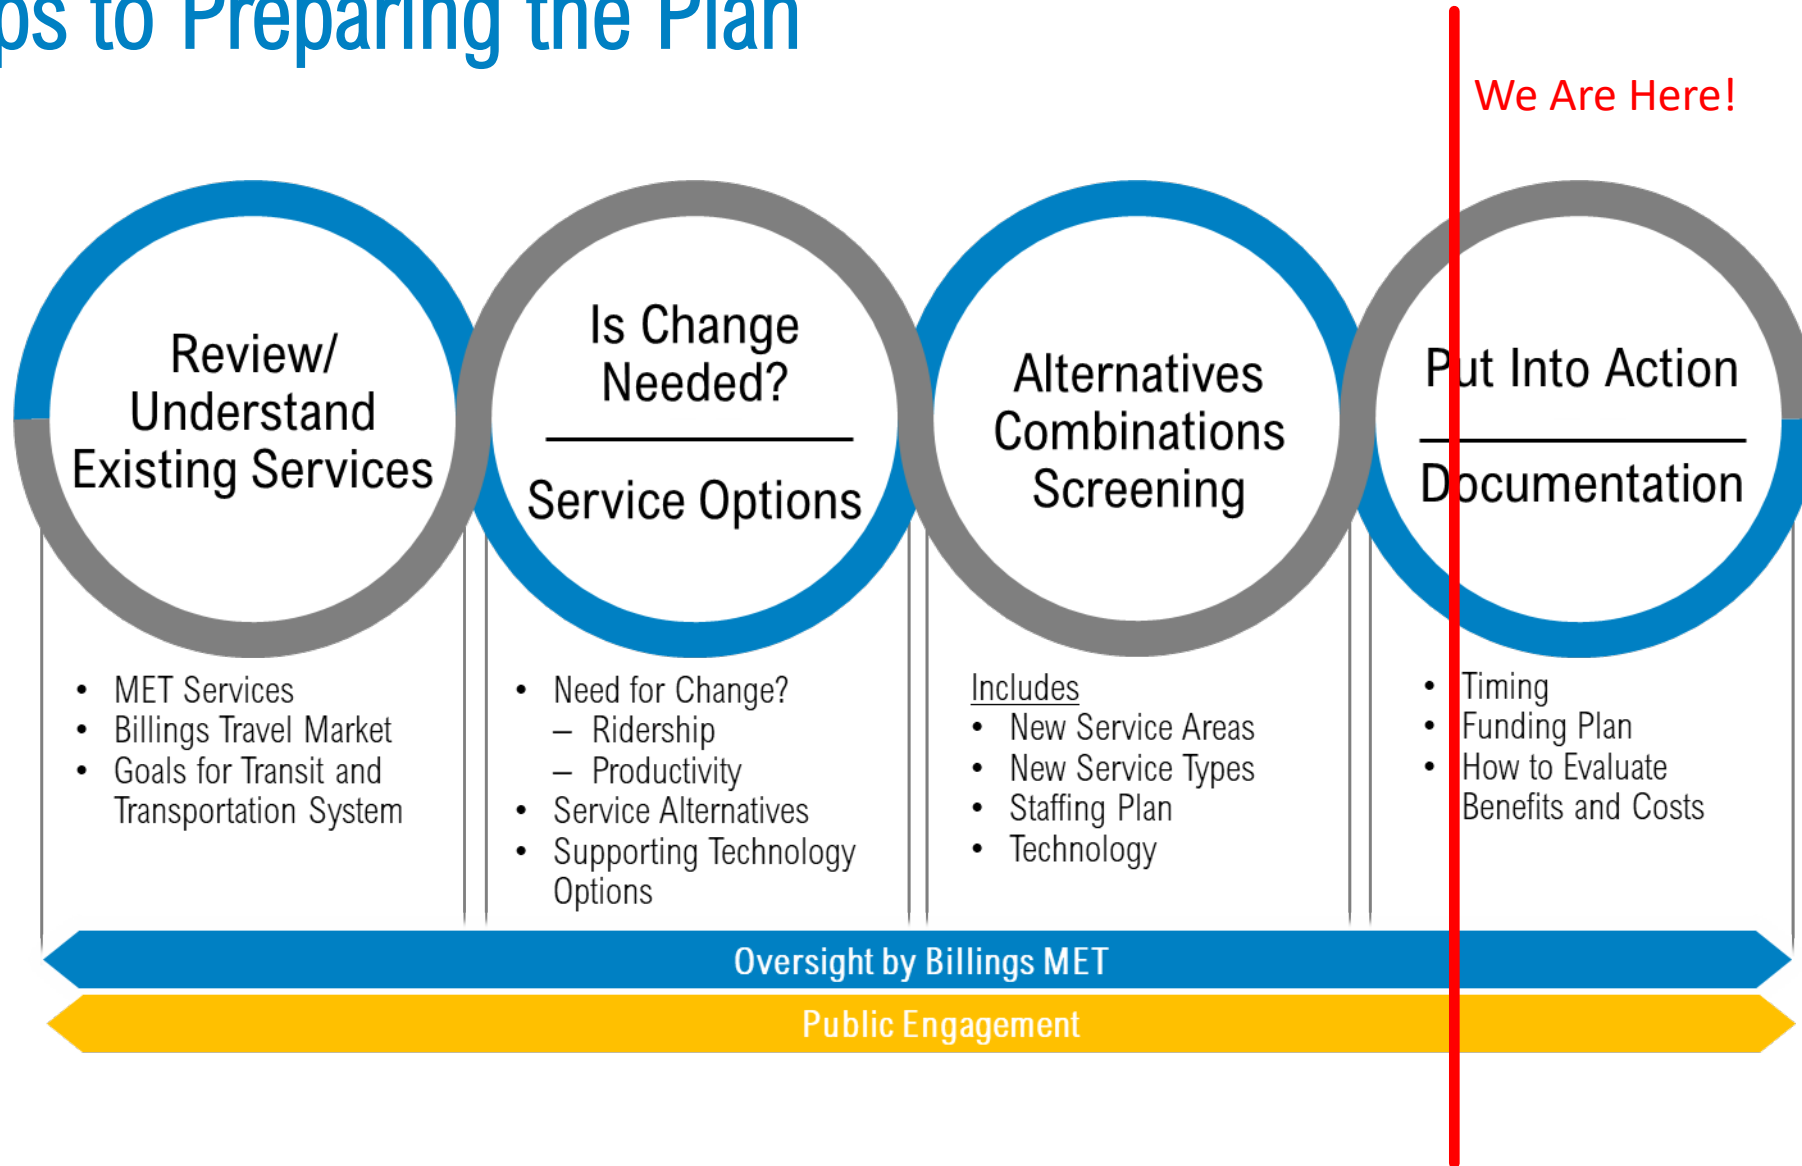 ps to Preparing the Plan
We Are Here!
Review/
Understand
Existing Services
Is Change
Needed?
Service Options
Alternatives
Combinations
Screening
Put Into Action
Documentation
• MET Services
• Billings Travel Market
• Goals for Transit and
Transportation System
• Need for Change?
– Ridership
– Productivity
• Service Alternatives
• Supporting Technology
Options
Includes
• New Service Areas
• New Service Types
• Staffing Plan
• Technology
• Timing
• Funding Plan
• How to Evaluate
Benefits and Costs
Oversight by Billings MET
Public Engagement